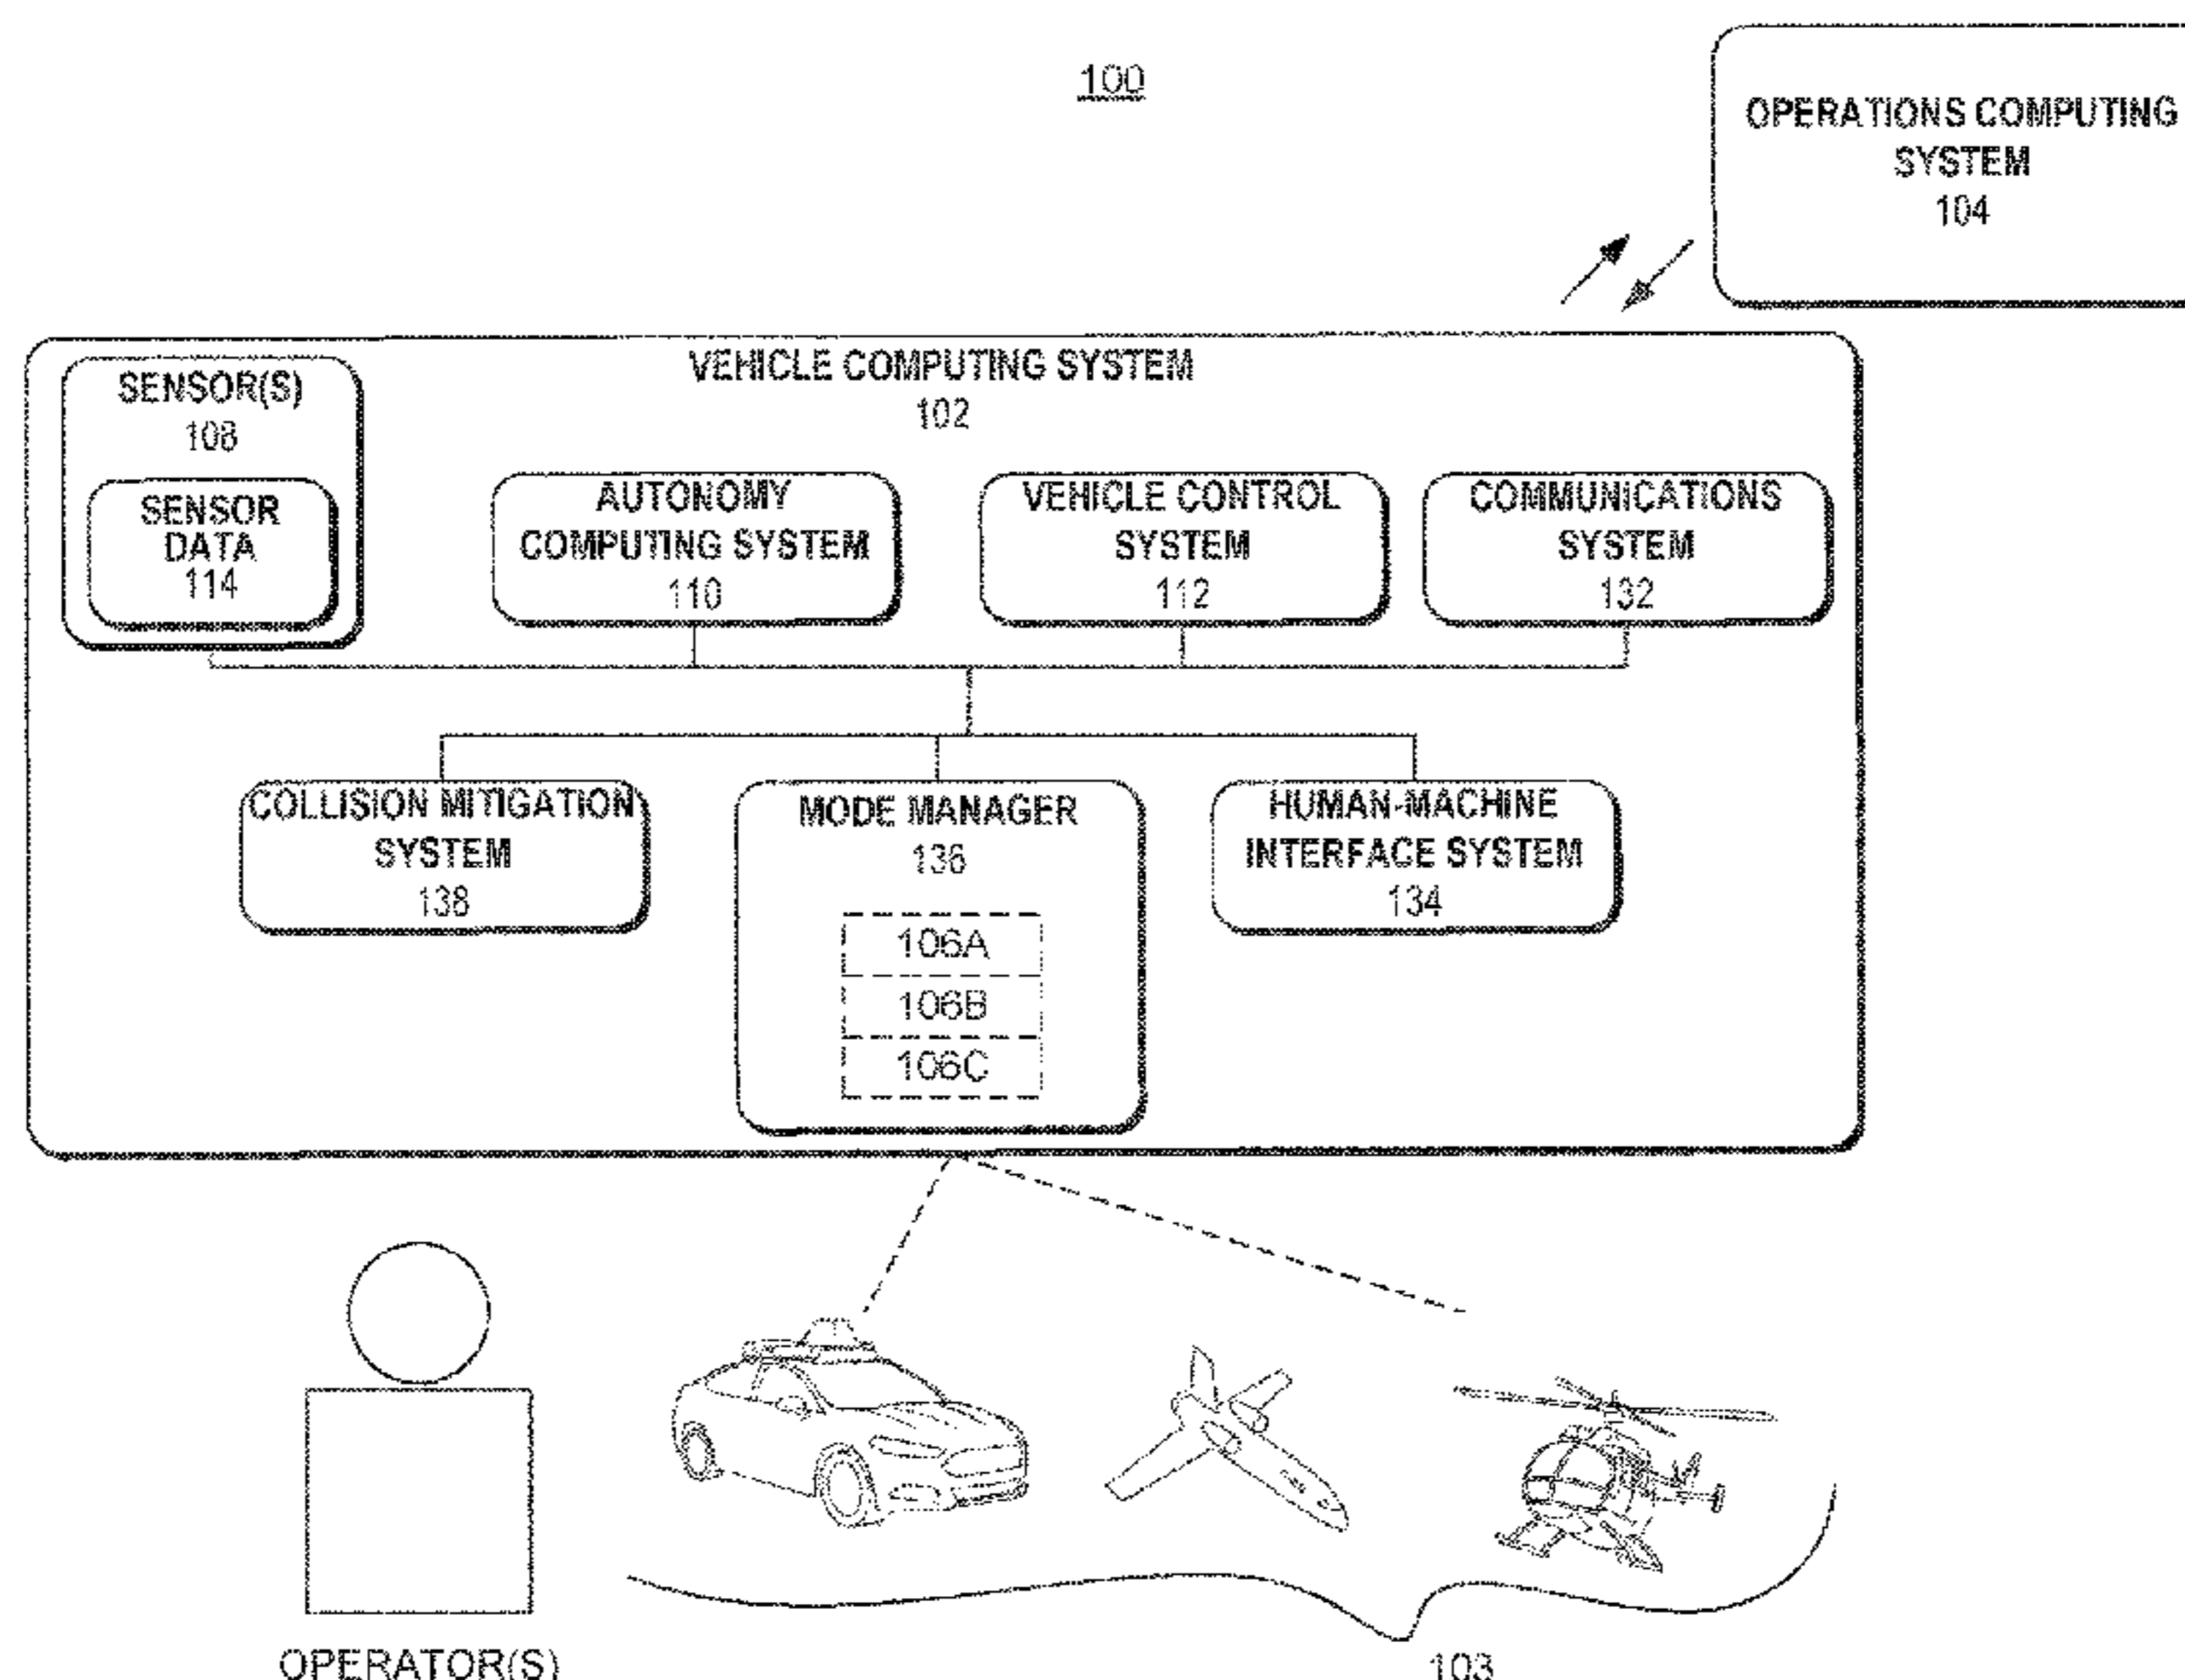 100
OPERATIONS COMPUTING
SYSTEM
104
VEHICLE COMPUTING SYSTEM
102
SENSOR(S)
108
SENSOR
DATA
114
AUTONOMY
COMPUTING SYSTEM
110
VEHICLE CONTROL
SYSTEM
112
COMMUNICATIONS
SYSTEM
132
COLLISION MITIGATION
SYSTEM
138
MODE MANAGER
136
106A
106B
106C
HUMAN-MACHINE
INTERFACE SYSTEM
134
OPERATOR(S)
103